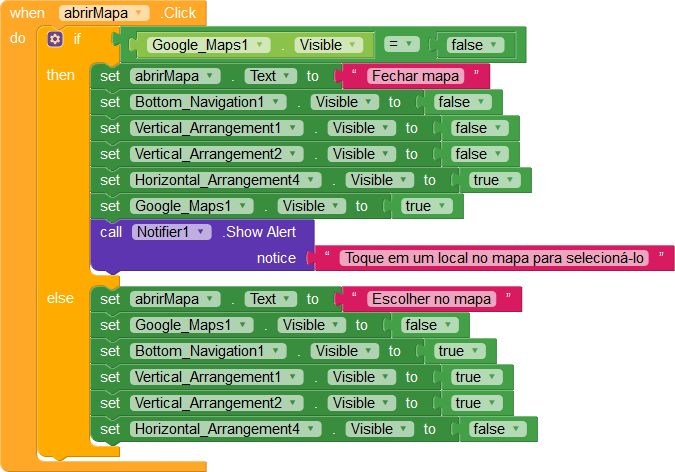 when abrirMapa .Click
do if Google_Maps1 . Visible = false
then set abrirMapa . Text to " Fechar mapa "
set Bottom_Navigation1 . Visible to false
set Vertical_Arrangement1 . Visible to false
set Vertical_Arrangement2 . Visible to false
set Horizontal_Arrangement4 . Visible to true
set Google_Maps1 . Visible to true
call Notifier1 .Show Alert
notice " Toque em um local no mapa para selecioná-lo "
else set abrirMapa . Text to " Escolher no mapa "
set Google_Maps1 . Visible to false
set Bottom_Navigation1 . Visible to true
set Vertical_Arrangement1 . Visible to true
set Vertical_Arrangement2 . Visible to true
set Horizontal_Arrangement4 . Visible to false